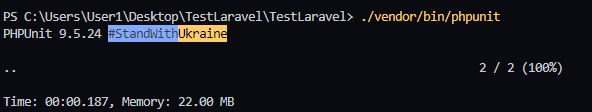 PS C:\Users\User1\Desktop\TestLaravel\TestLaravel> ./vendor/bin/phpunit
PHPUnit 9.5.24 #StandWithUkraine
.. 2 / 2 (100%)
Time: 00:00.187, Memory: 22.00 MB